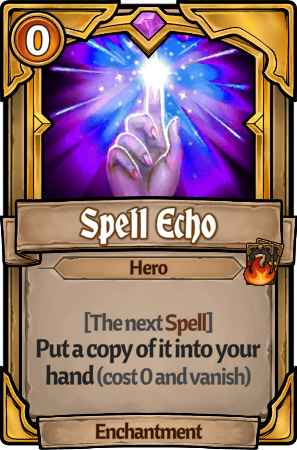 0
Spell Echo
Hero
[The next Spell]
Put a copy of it into your
hand (cost 0 and vanish)
Enchantment